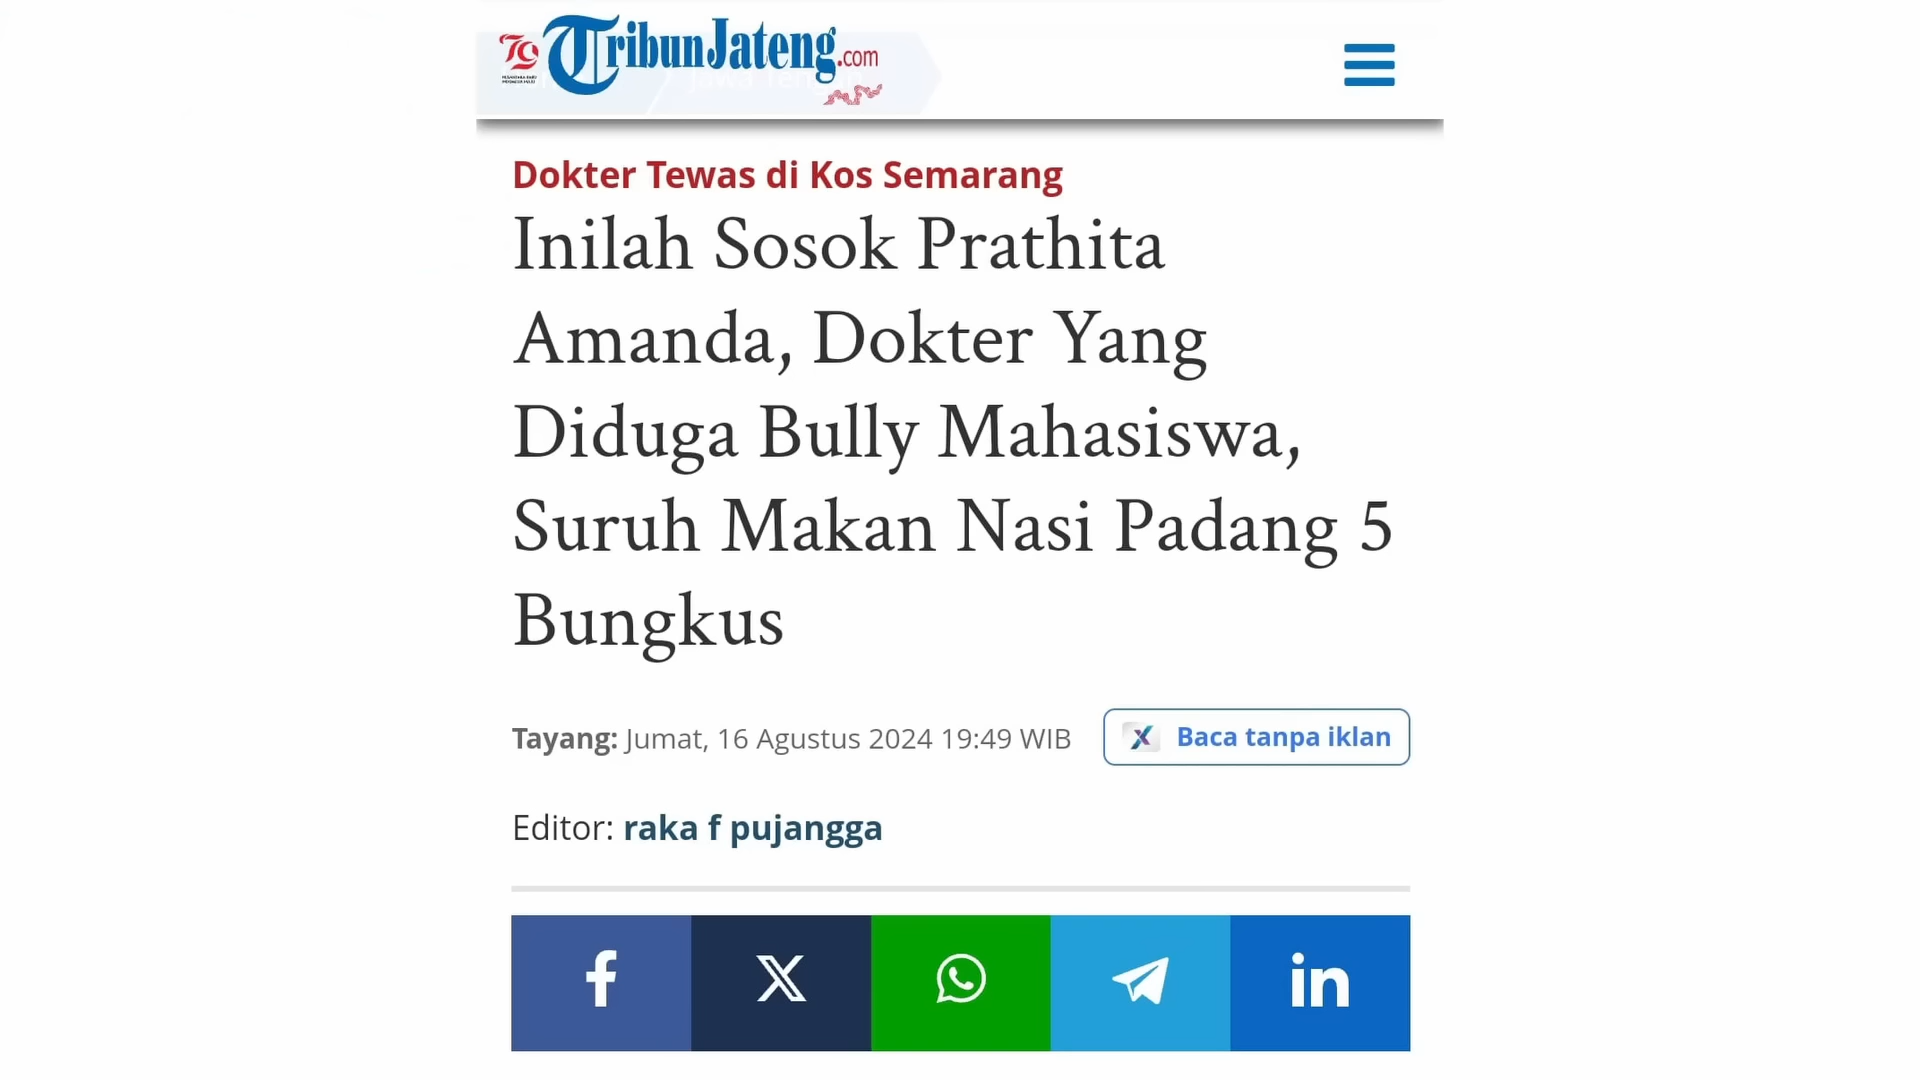 79
TribunJateng.com
Dokter Tewas di Kos Semarang
Inilah Sosok Prathita
Amanda, Dokter Yang
Diduga Bully Mahasiswa,
Suruh Makan Nasi Padang 5
Bungkus
Tayang: Jumat, 16 Agustus 2024 19:49 WIB
Baca tanpa iklan
Editor: raka f pujangga